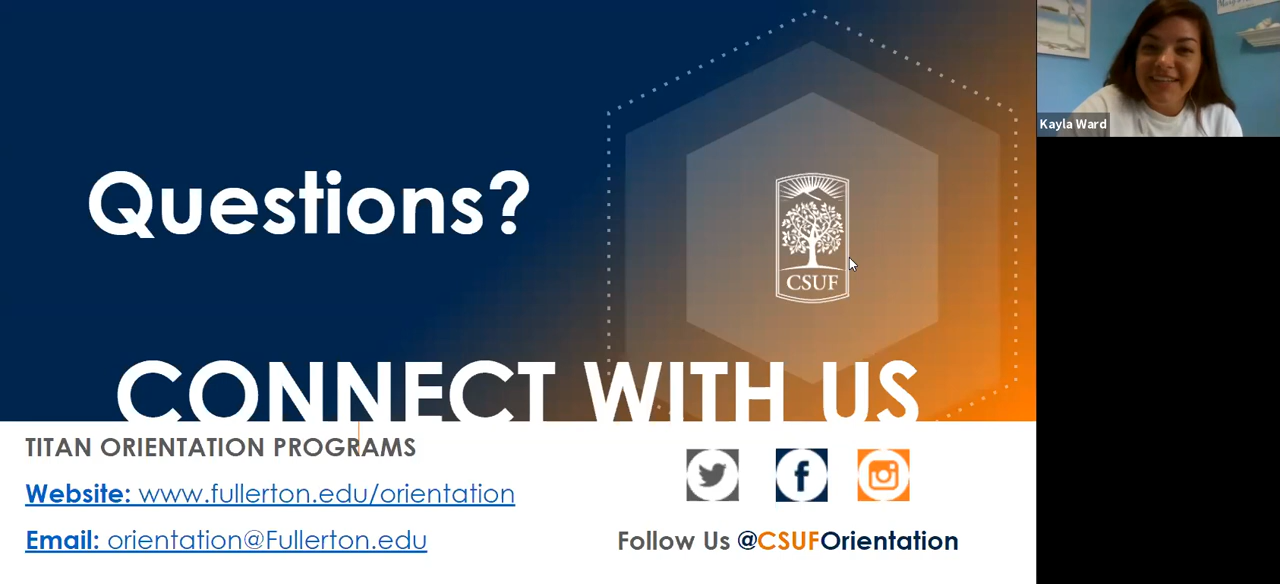 Questions?
CSUF
CONNECT WITH US
TITAN ORIENTATION PROGRAMS
Website: www.fullerton.edu/orientation
Email: orientation@Fullerton.edu
Follow Us @CSUFOrientation
Kayla Ward